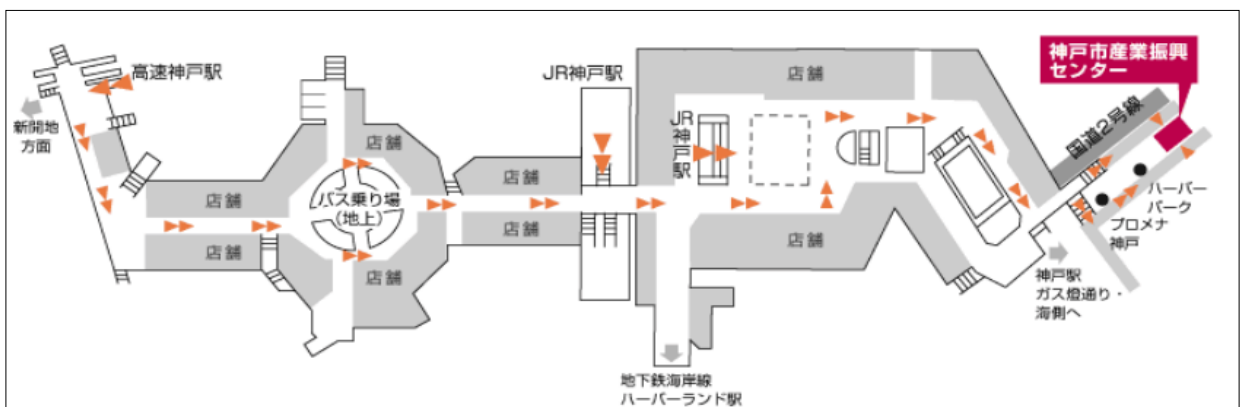 高速神戸駅
新開地
方面
店舗
店舗
店舗
バス乗り場
(地上)
店舗
店舗
店舗
JR神戸駅
店舗
JR
神
戸
駅
店舗
地下鉄海岸線
ハーバーランド駅
神戸市産業振興
センター
国道2号線
ハーバー
パーク
プロメナ
神戸
神戸駅
ガス燈通り・
海側へ